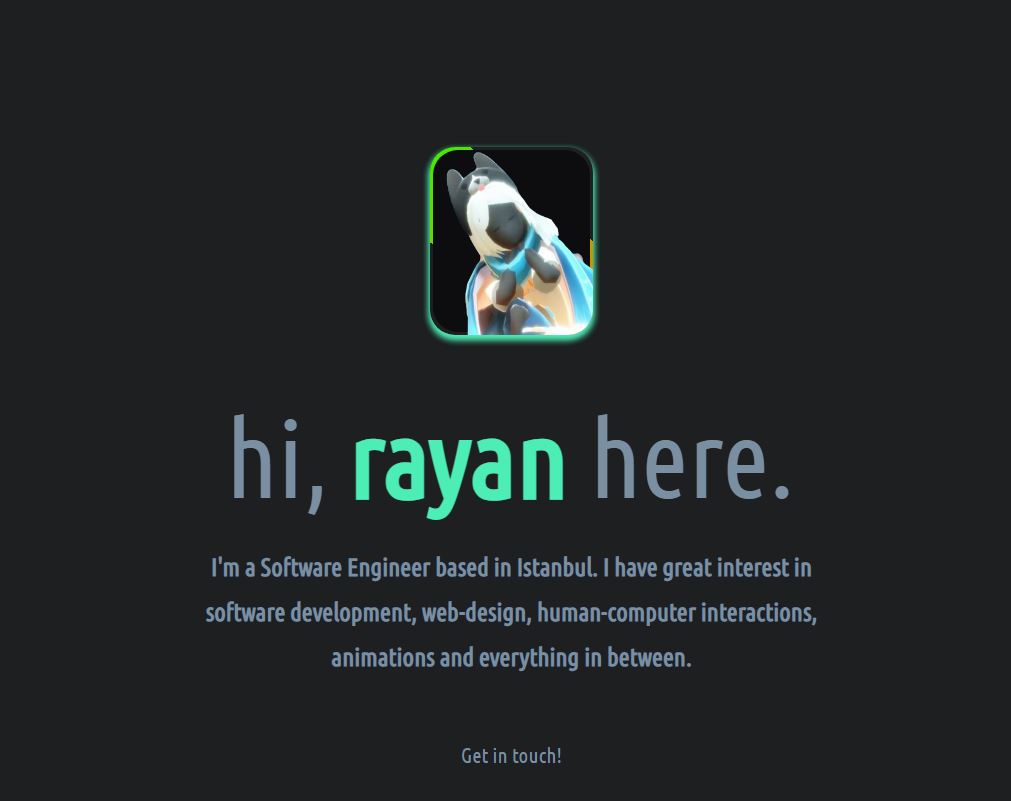 hi, rayan here.
I'm a Software Engineer based in Istanbul. I have great interest in
software development, web-design, human-computer interactions,
animations and everything in between.
Get in touch!